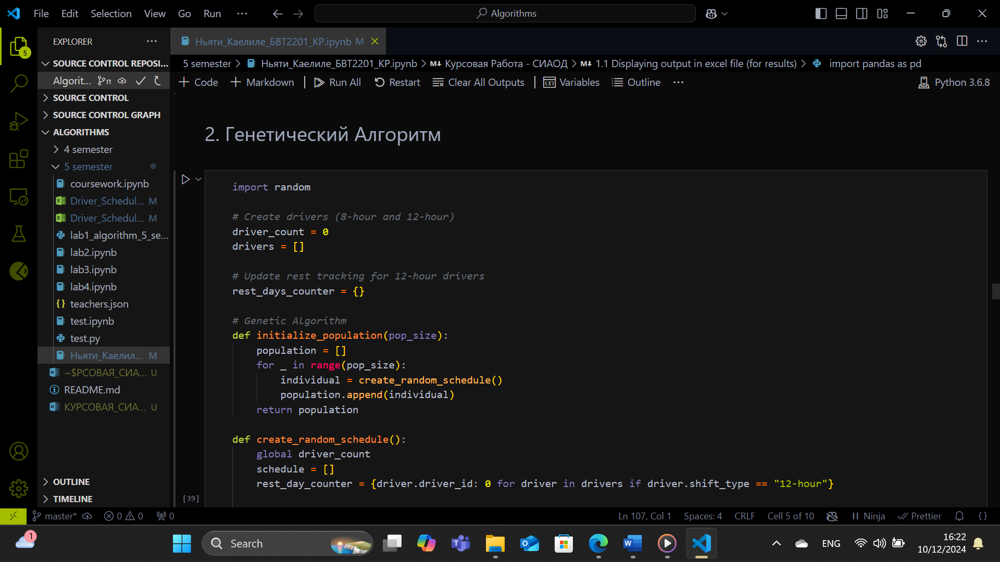 File Edit Selection View Go Run ··· Algorithms
EXPLORER ···
Ньяти_Каелиле_БВТ2201_КР.ipynb M
SOURCE CONTROL REPOSI...
Algorit... m
SOURCE CONTROL
SOURCE CONTROL GRAPH
ALGORITHMS
4 semester
5 semester
coursework.ipynb
Driver_Schedul... M
Driver_Schedul... M
lab1_algorithm_5_se...
lab2.ipynb
lab3.ipynb
lab4.ipynb
{} teachers.json
test.ipynb
test.py
Ньяти_Каелил... M
~$РСОВАЯ_СИА... U
README.md
КУРСОВАЯ_СИА... U
OUTLINE
TIMELINE
5 semester > Ньяти_Каелиле_БВТ2201_КР.ipynb > M↓ Курсовая Работа - СИАОД > M↓ 1.1 Displaying output in excel file (for results) > import pandas as pd
+ Code + Markdown | Run All Restart Clear All Outputs | Variables Outline ··· Python 3.6.8
2. Генетический Алгоритм
import random
# Create drivers (8-hour and 12-hour)
driver_count = 0
drivers = []
# Update rest tracking for 12-hour drivers
rest_days_counter = {}
# Genetic Algorithm
def initialize_population(pop_size):
population = []
for _ in range(pop_size):
individual = create_random_schedule()
population.append(individual)
return population
def create_random_schedule():
global driver_count
schedule = []
rest_day_counter = {driver.driver_id: 0 for driver in drivers if driver.shift_type == "12-hour"}
[39]
5
master* 0 0 0 Ln 107, Col 1 Spaces: 4 CRLF Cell 5 of 10 Ninja Prettier {}
1 Search ENG 16:22
10/12/2024